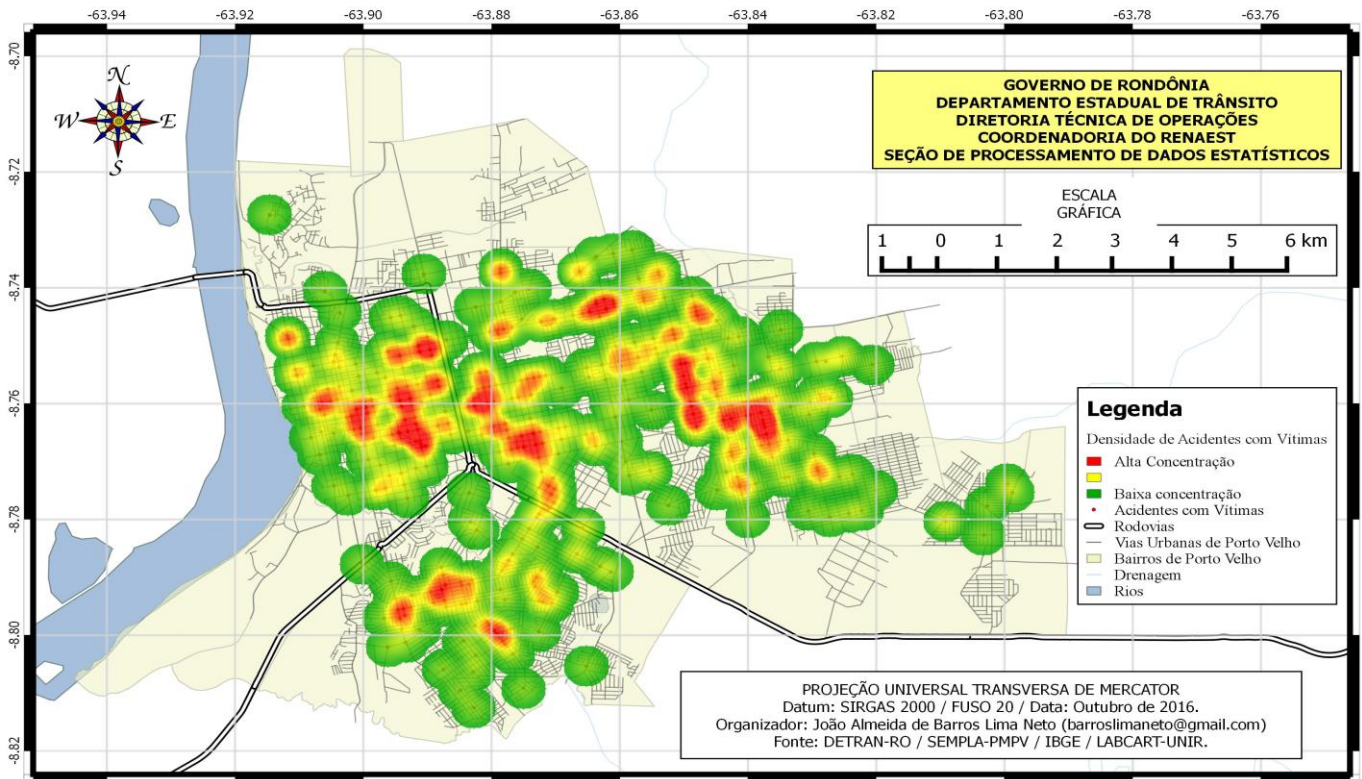 -63.94 -63.92 -63.90 -63.88 -63.86 -63.84 -63.82 -63.80 -63.78 -63.76
-8.70
-8.72
-8.74
-8.76
-8.78
-8.80
-8.82
N
W E
S
GOVERNO DE RONDÔNIA
DEPARTAMENTO ESTADUAL DE TRÂNSITO
DIRETORIA TÉCNICA DE OPERAÇÕES
COORDENADORIA DO RENAEST
SEÇÃO DE PROCESSAMENTO DE DADOS ESTATÍSTICOS
ESCALA
GRÁFICA
1 0 1 2 3 4 5 6 km
Legenda
Densidade de Acidentes com Vítimas
Alta Concentração
Baixa concentração
Acidentes com Vítimas
Rodovias
Vias Urbanas de Porto Velho
Bairros de Porto Velho
Drenagem
Rios
PROJEÇÃO UNIVERSAL TRANSVERSA DE MERCATOR
Datum: SIRGAS 2000 / FUSO 20 / Data: Outubro de 2016.
Organizador: João Almeida de Barros Lima Neto (barroslimaneto@gmail.com)
Fonte: DETRAN-RO / SEMPLA-PMPV / IBGE / LABCART-UNIR.